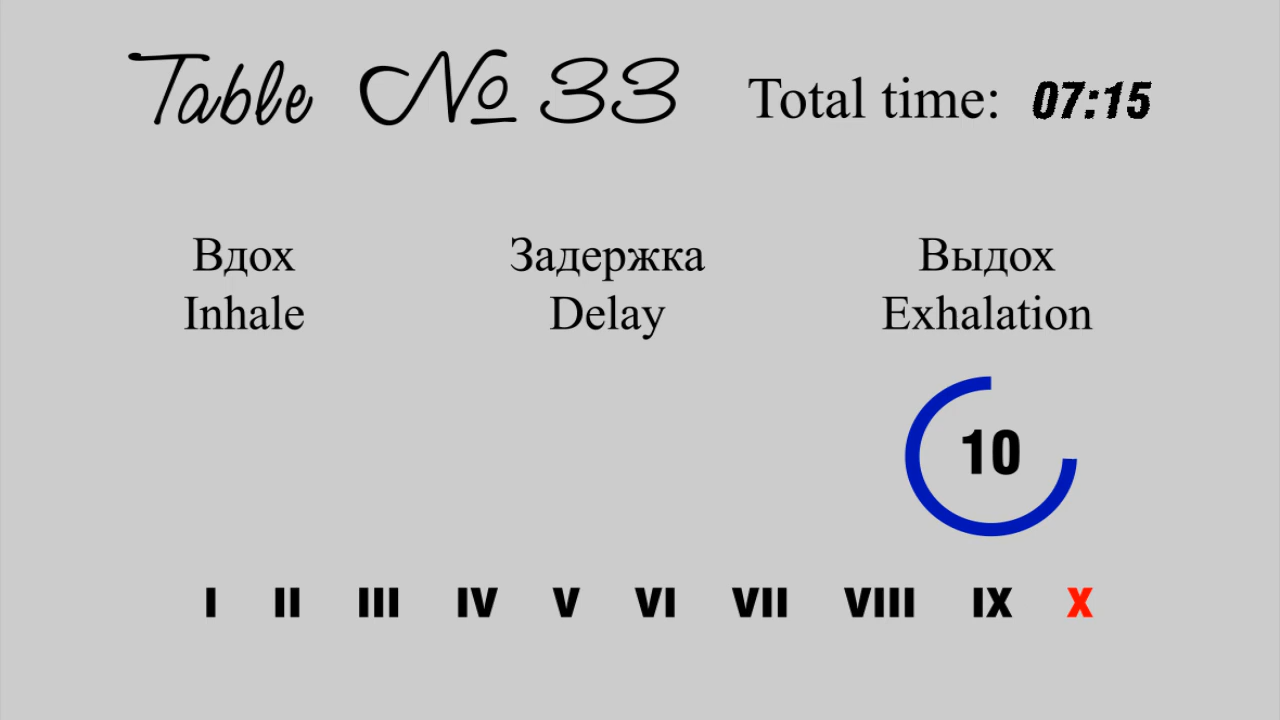 Table № 33 Total time: 07:15
Вдох Задержка Выдох
Inhale Delay Exhalation
10
I II III IV V VI VII VIII IX X